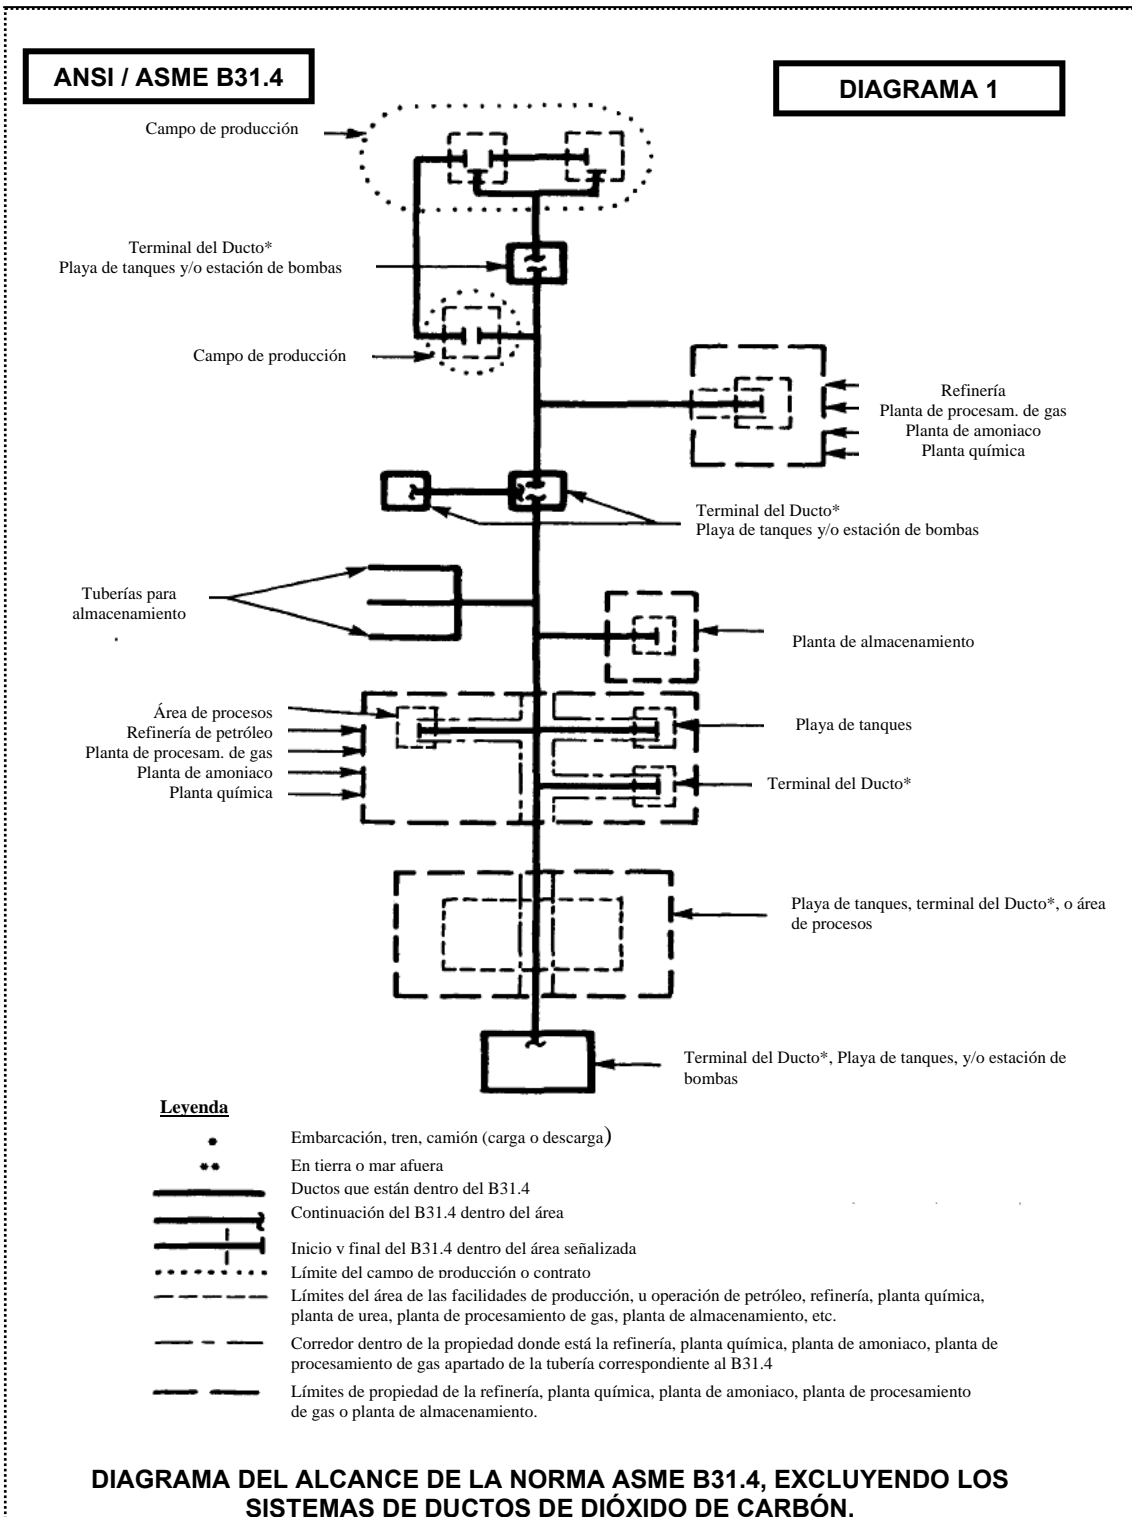 ANSI / ASME B31.4
DIAGRAMA 1
Campo de producción
Terminal del Ducto*
Playa de tanques y/o estación de bombas
Campo de producción
Refinería
Planta de procesam. de gas
Planta de amoniaco
Planta química
Terminal del Ducto*
Playa de tanques y/o estación de bombas
Tuberías para
almacenamiento
Planta de almacenamiento
Área de procesos
Refinería de petróleo
Planta de procesam. de gas
Planta de amoniaco
Planta química
Playa de tanques
Terminal del Ducto*
Playa de tanques, terminal del Ducto*, o área
de procesos
Terminal del Ducto*, Playa de tanques, y/o estación de
bombas
Leyenda
Embarcación, tren, camión (carga o descarga)
En tierra o mar afuera
Ductos que están dentro del B31.4
Continuación del B31.4 dentro del área
Inicio y final del B31.4 dentro del área señalizada
Límite del campo de producción o contrato
Límites del área de las facilidades de producción, u operación de petróleo, refinería, planta química,
planta de urea, planta de procesamiento de gas, planta de almacenamiento, etc.
Corredor dentro de la propiedad donde está la refinería, planta química, planta de amoniaco, planta de
procesamiento de gas apartado de la tubería correspondiente al B31.4
Límites de propiedad de la refinería, planta química, planta de amoniaco, planta de procesamiento
de gas o planta de almacenamiento.
DIAGRAMA DEL ALCANCE DE LA NORMA ASME B31.4, EXCLUYENDO LOS
SISTEMAS DE DUCTOS DE DIÓXIDO DE CARBÓN.